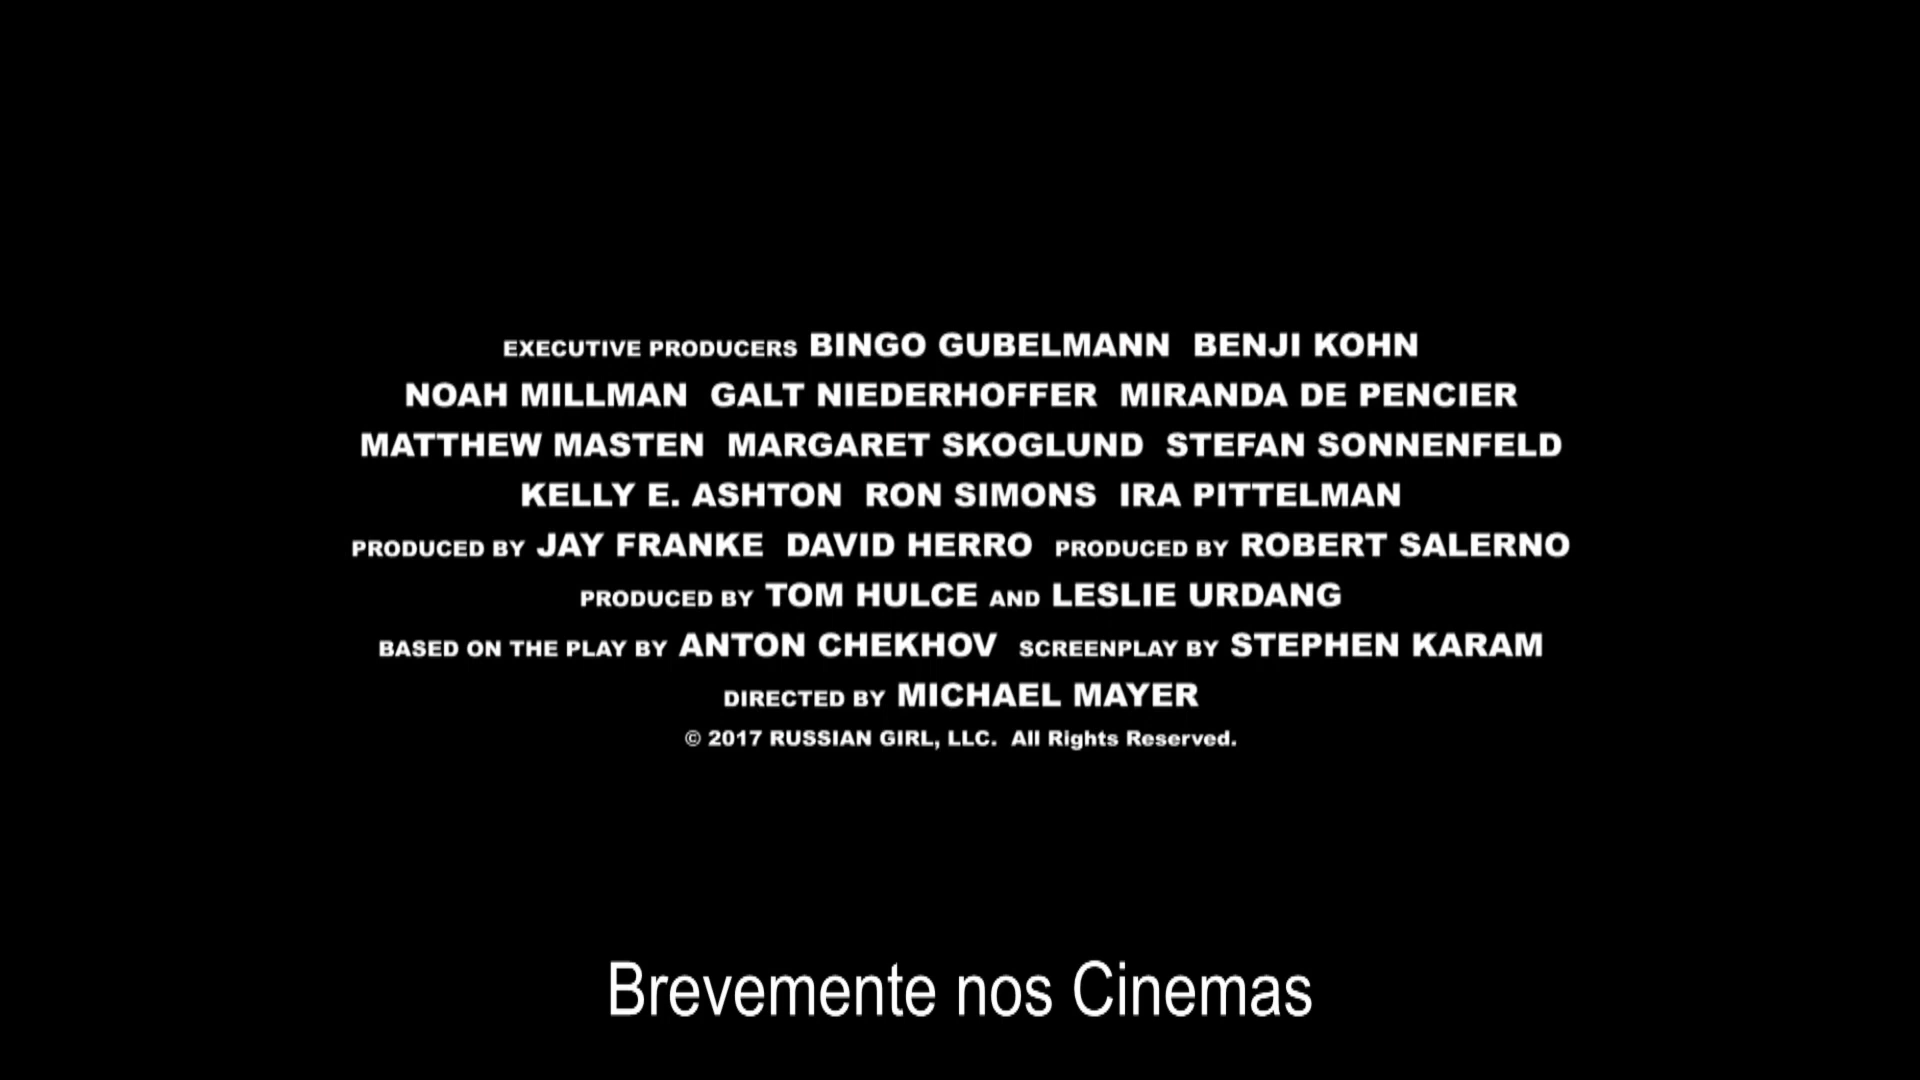 EXECUTIVE PRODUCERS BINGO GUBELMANN BENJI KOHN
NOAH MILLMAN GALT NIEDERHOFFER MIRANDA DE PENCIER
MATTHEW MASTEN MARGARET SKOGLUND STEFAN SONNENFELD
KELLY E. ASHTON RON SIMONS IRA PITTELMAN
PRODUCED BY JAY FRANKE DAVID HERRO PRODUCED BY ROBERT SALERNO
PRODUCED BY TOM HULCE AND LESLIE URDANG
BASED ON THE PLAY BY ANTON CHEKHOV SCREENPLAY BY STEPHEN KARAM
DIRECTED BY MICHAEL MAYER
© 2017 RUSSIAN GIRL, LLC. All Rights Reserved.
Brevemente nos Cinemas